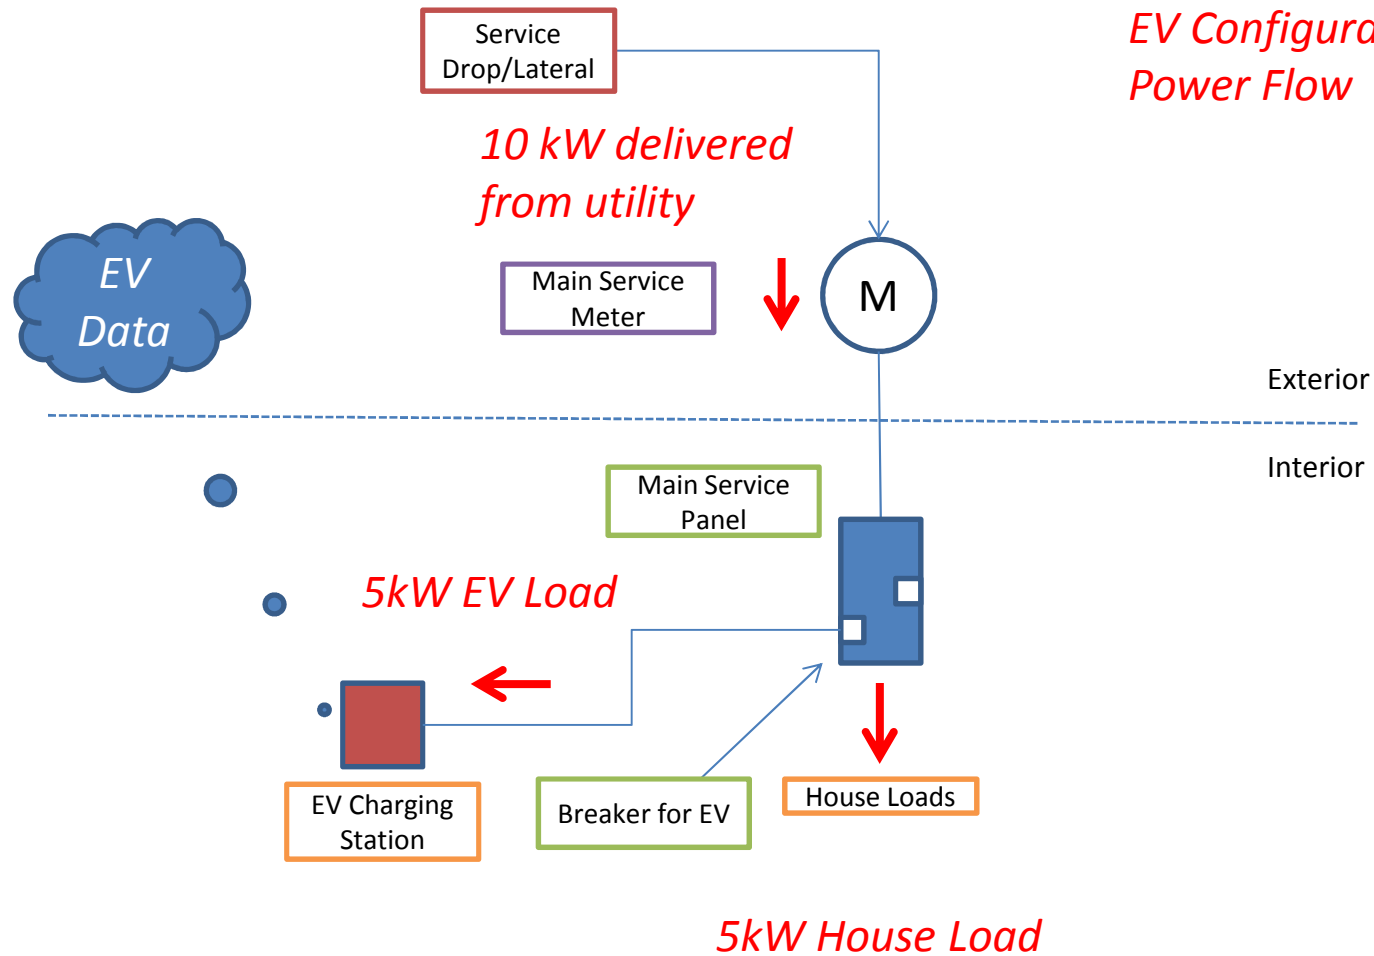 Service
Drop/Lateral
EV Configura
Power Flow
10 kW delivered
from utility
EV
Data
Main Service
Meter
M
Exterior
Interior
Main Service
Panel
5kW EV Load
EV Charging
Station
Breaker for EV
House Loads
5kW House Load